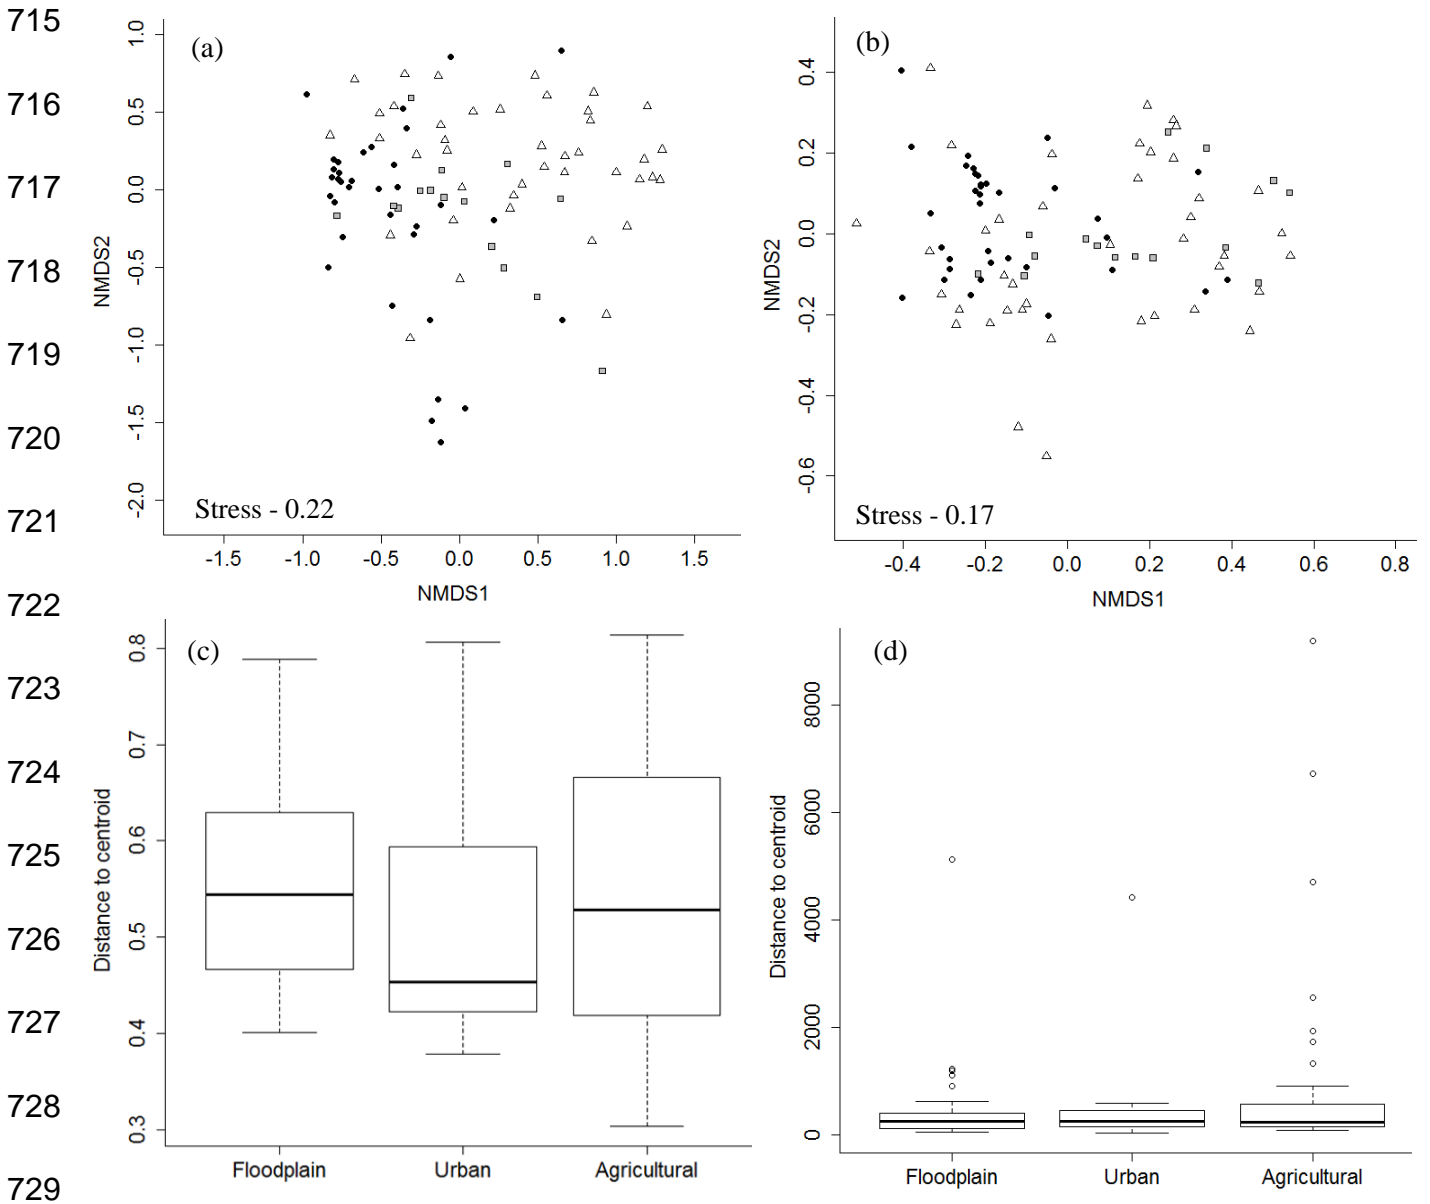 715
716
717
718
719
720
721
722
723
724
725
726
727
728
729
(a)
1.0
0.5
0.0
-0.5
-1.0
-1.5
-2.0
NMDS2
Stress - 0.22
-1.5 -1.0 -0.5 0.0 0.5 1.0 1.5
NMDS1
(b)
0.4
0.2
0.0
-0.2
-0.4
-0.6
NMDS2
Stress - 0.17
-0.4 -0.2 0.0 0.2 0.4 0.6 0.8
NMDS1
(c)
0.8
0.7
0.6
0.5
0.4
0.3
Distance to centroid
Floodplain Urban Agricultural
(d)
8000
6000
4000
2000
0
Distance to centroid
Floodplain Urban Agricultural